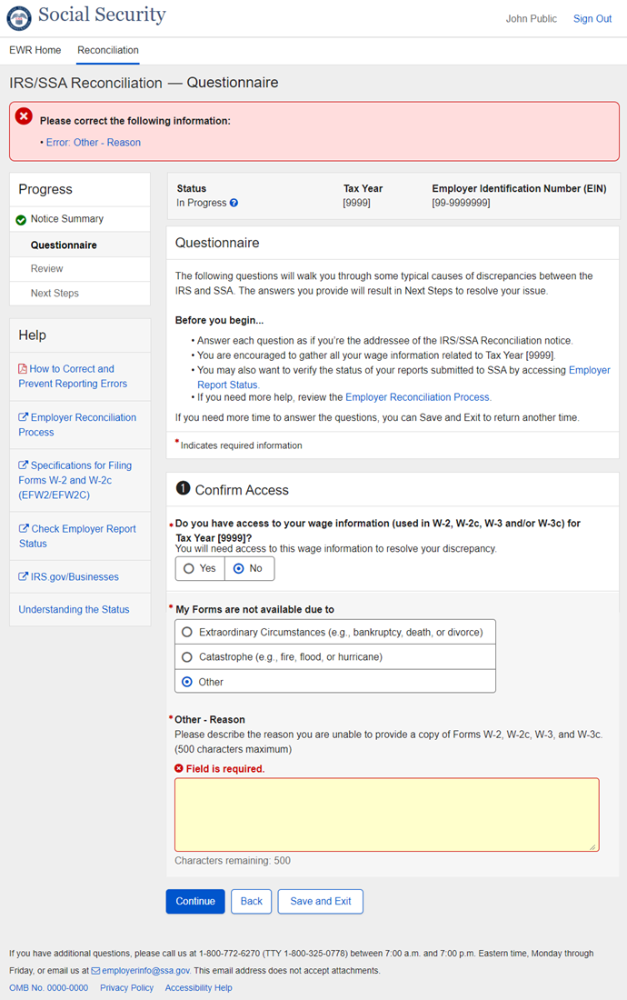 Social Security
John Public
Sign Out
EWR Home
Reconciliation
IRS/SSA Reconciliation — Questionnaire
Please correct the following information:
• Error: Other - Reason
Progress
Notice Summary
Questionnaire
Review
Next Steps
Help
How to Correct and
Prevent Reporting Errors
Employer Reconciliation
Process
Specifications for Filing
Forms W-2 and W-2c
(EFW2/EFW2C)
Check Employer Report
Status
IRS.gov/Businesses
Understanding the Status
Status
In Progress
Tax Year
[9999]
Employer Identification Number (EIN)
[99-9999999]
Questionnaire
The following questions will walk you through some typical causes of discrepancies between the
IRS and SSA. The answers you provide will result in Next Steps to resolve your issue.
Before you begin...
• Answer each question as if you're the addressee of the IRS/SSA Reconciliation notice.
• You are encouraged to gather all your wage information related to Tax Year [9999].
• You may also want to verify the status of your reports submitted to SSA by accessing Employer
Report Status.
• If you need more help, review the Employer Reconciliation Process.
If you need more time to answer the questions, you can Save and Exit to return another time.
* Indicates required information
1 Confirm Access
* Do you have access to your wage information (used in W-2, W-2c, W-3 and/or W-3c) for
Tax Year [9999]?
You will need access to this wage information to resolve your discrepancy.
Yes
No
* My Forms are not available due to
Extraordinary Circumstances (e.g., bankruptcy, death, or divorce)
Catastrophe (e.g., fire, flood, or hurricane)
Other
* Other - Reason
Please describe the reason you are unable to provide a copy of Forms W-2, W-2c, W-3, and W-3c.
(500 characters maximum)
Field is required.
Characters remaining: 500
Continue
Back
Save and Exit
If you have additional questions, please call us at 1-800-772-6270 (TTY 1-800-325-0778) between 7:00 a.m. and 7:00 p.m. Eastern time, Monday through
Friday, or email us at employerinfo@ssa.gov. This email address does not accept attachments.
OMB No. 0000-0000
Privacy Policy
Accessibility Help